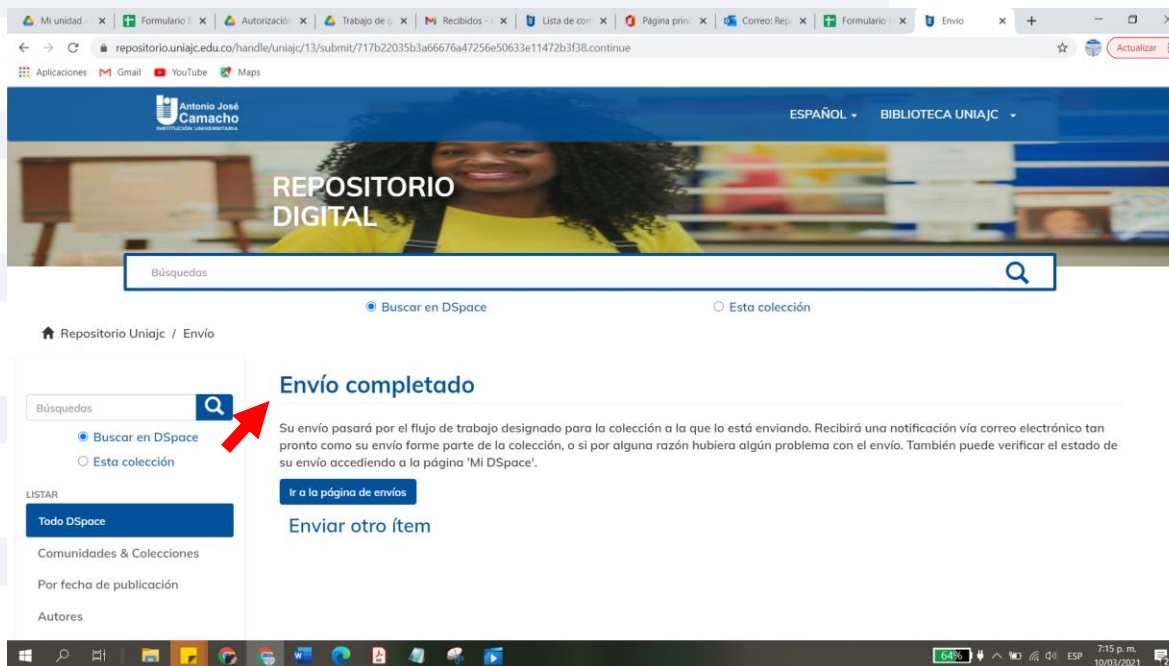 Mi unidad -
Formulario E
Autorización
Trabajo de g
Recibidos - l
Lista de com
Página princ
Correo: Rep
Formulario
Envío
repositorio.uniajc.edu.co/handle/uniajc/13/submit/717b22035b3a66676a47256e50633e11472b3f38.continue
Actualizar
Aplicaciones
Gmail
YouTube
Maps
Antonio José
Camacho
INSTITUCIÓN UNIVERSITARIA
ESPAÑOL
BIBLIOTECA UNIAJC
REPOSITORIO
DIGITAL
Búsquedas
Buscar en DSpace
Esta colección
Repositorio Uniajc / Envío
Búsquedas
Buscar en DSpace
Esta colección
LISTAR
Todo DSpace
Comunidades & Colecciones
Por fecha de publicación
Autores
Envío completado
Su envío pasará por el flujo de trabajo designado para la colección a la que lo está enviando. Recibirá una notificación vía correo electrónico tan
pronto como su envío forme parte de la colección, o si por alguna razón hubiera algún problema con el envío. También puede verificar el estado de
su envío accediendo a la página 'Mi DSpace'.
Ir a la página de envíos
Enviar otro ítem
64%
ESP
7:15 p. m.
10/03/2021